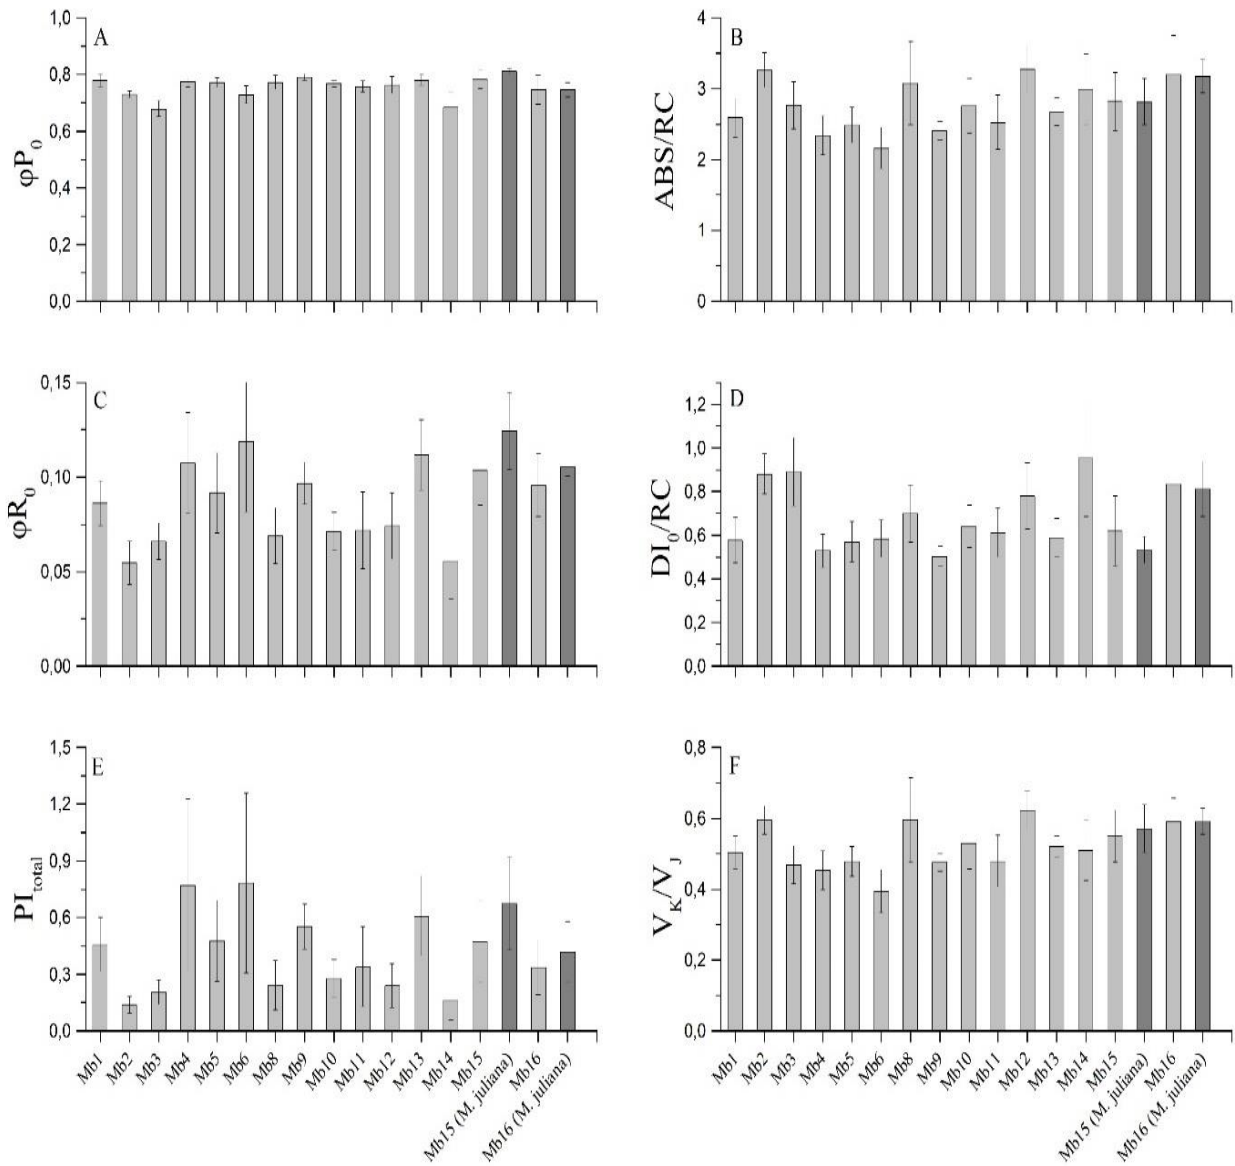 A
1,0
0,8
0,6
0,4
0,2
0,0
φP0
B
4
3
2
1
0
ABS/RC
C
0,15
0,10
0,05
0,00
φR0
D
1,2
1,0
0,8
0,6
0,4
0,2
0,0
DI0/RC
E
1,5
1,2
0,9
0,6
0,3
0,0
PItotal
Mb1
Mb2
Mb3
Mb4
Mb5
Mb6
Mb8
Mb9
Mb10
Mb11
Mb12
Mb13
Mb14
Mb15
Mb15 (M. juliana)
Mb16
Mb16 (M. juliana)
F
0,8
0,6
0,4
0,2
0,0
VK/VJ
Mb1
Mb2
Mb3
Mb4
Mb5
Mb6
Mb8
Mb9
Mb10
Mb11
Mb12
Mb13
Mb14
Mb15
Mb15 (M. juliana)
Mb16
Mb16 (M. juliana)